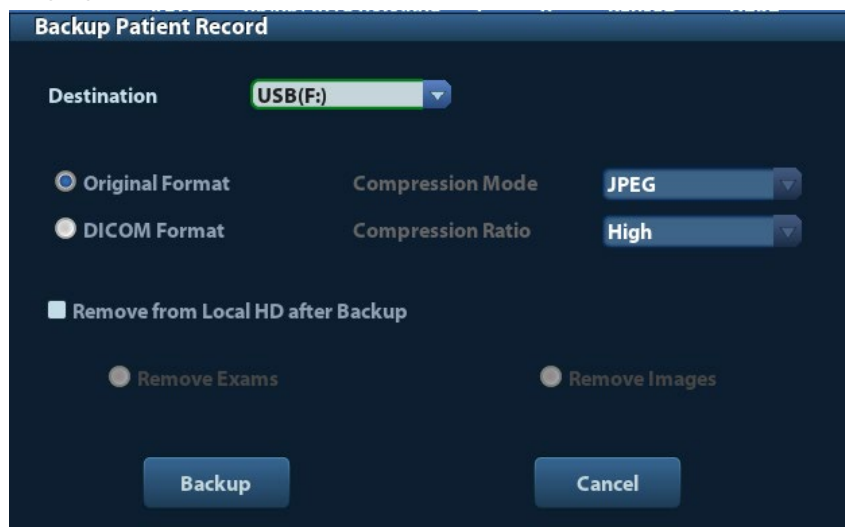 Backup Patient Record
Destination USB(F:)
Original Format Compression Mode JPEG
DICOM Format Compression Ratio High
Remove from Local HD after Backup
Remove Exams Remove Images
Backup Cancel